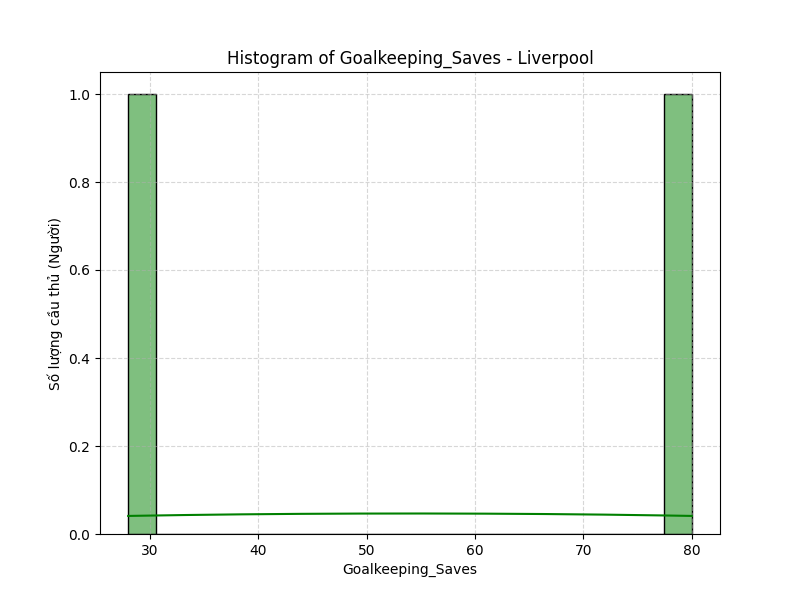 Histogram of Goalkeeping_Saves - Liverpool
1.0
0.8
0.6
0.4
0.2
0.0
Số lượng cầu thủ (Người)
30 40 50 60 70 80
Goalkeeping_Saves